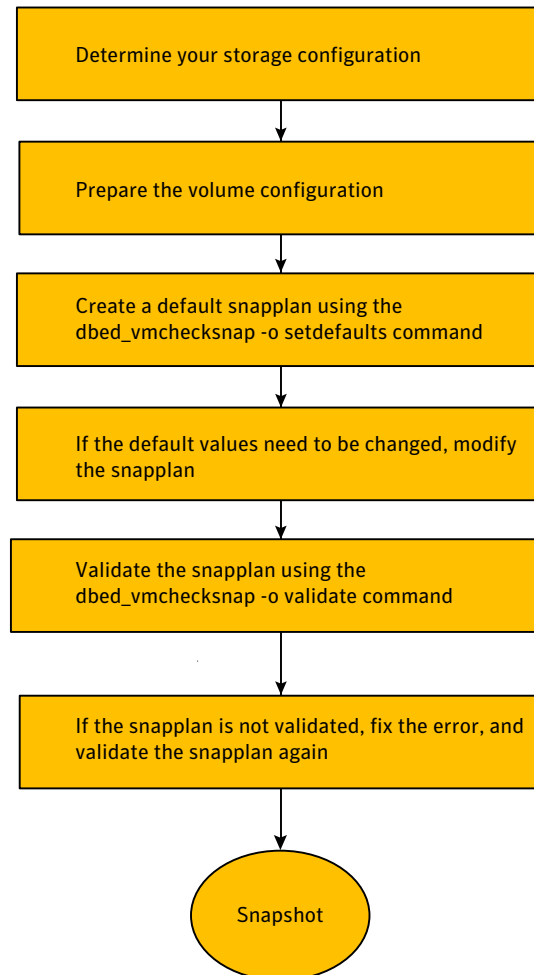 Determine your storage configuration
Prepare the volume configuration
Create a default snapplan using the
dbed_vmchecksnap -o setdefaults command
If the default values need to be changed, modify
the snapplan
Validate the snapplan using the
dbed_vmchecksnap -o validate command
If the snapplan is not validated, fix the error, and
validate the snapplan again
Snapshot